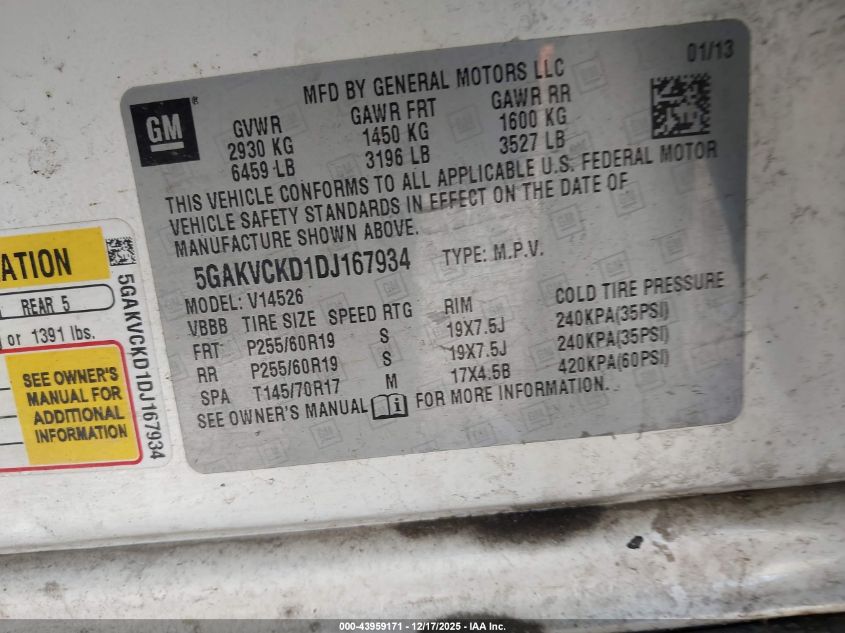 01/13
MFD BY GENERAL MOTORS LLC
GM®
GVWR GAWR FRT GAWR RR
2930 KG 1450 KG 1600 KG
6459 LB 3196 LB 3527 LB
THIS VEHICLE CONFORMS TO ALL APPLICABLE U.S. FEDERAL MOTOR
VEHICLE SAFETY STANDARDS IN EFFECT ON THE DATE OF
MANUFACTURE SHOWN ABOVE.
5GAKVCKD1DJ167934 TYPE: M.P.V.
MODEL: V14526
VBBB TIRE SIZE SPEED RTG RIM COLD TIRE PRESSURE
FRT P255/60R19 S 19X7.5J 240KPA(35PSI)
RR P255/60R19 S 19X7.5J 240KPA(35PSI)
SPA T145/70R17 M 17X4.5B 420KPA(60PSI)
SEE OWNER'S MANUAL i FOR MORE INFORMATION.
REAR 5
or 1391 lbs.
SEE OWNER'S
MANUAL FOR
ADDITIONAL
INFORMATION
5GAKVCKD1DJ167934
000-43959171 • 12/17/2025 • IAA Inc.